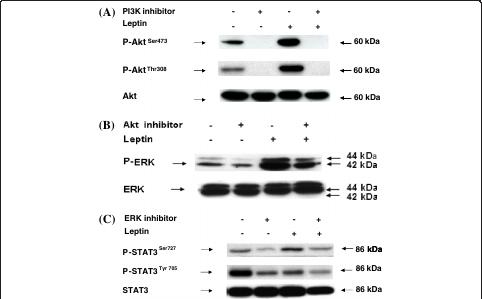 (A) PI3K inhibitor - + - +
Leptin - - + +
P-Akt Ser473 60 kDa
P-Akt Thr308 60 kDa
Akt 60 kDa
(B) Akt inhibitor - + - +
Leptin - - + +
P-ERK 44 kDa
42 kDa
ERK 44 kDa
42 kDa
(C) ERK inhibitor - + - +
Leptin - - + +
P-STAT3 Ser727 86 kDa
P-STAT3 Tyr 705 86 kDa
STAT3 86 kDa